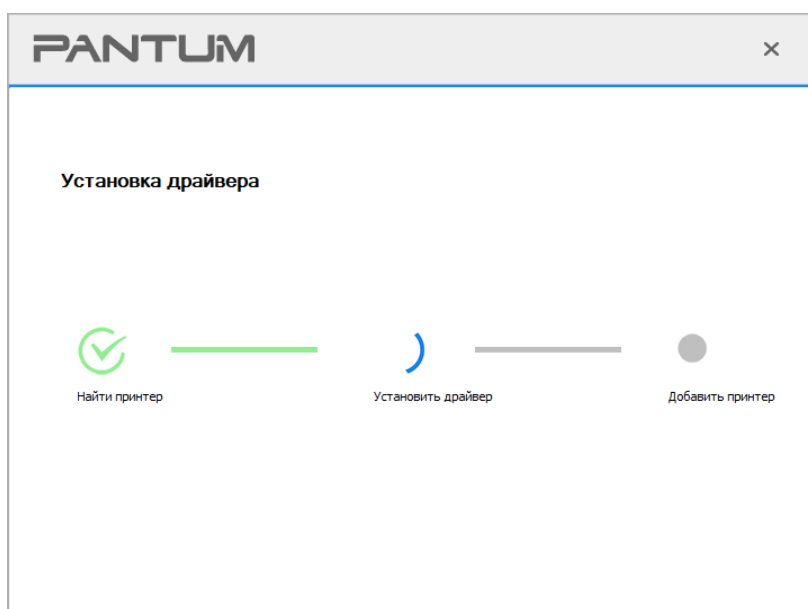 PANTUM
Установка драйвера
Найти принтер
Установить драйвер
Добавить принтер